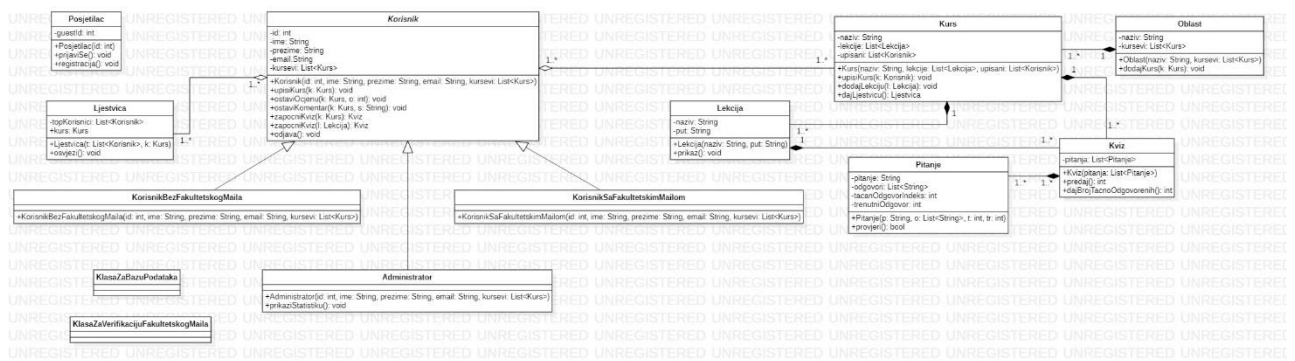 Posjetilac
-guestId: int
+Posjetilac(id: int)
+prijaviSe(): void
+registracija(): void
Korisnik
-id: int
-ime: String
-prezime: String
-email:String
-kursevi: List<Kurs>
+Korisnik(id: int, ime: String, prezime: String, email: String, kursevi: List<Kurs>)
+upisiKurs(k: Kurs): void
+ostaviOcjenu(k: Kurs, o: int): void
+ostaviKomentar(k: Kurs, s: String): void
+zapocniKviz(k: Kurs): Kviz
+zapocniKviz(l: Lekcija): Kviz
+odjava(): void
1..*
1..*
1..*
Ljestvica
-topKorisnici: List<Korisnik>
+kurs: Kurs
+Ljestvica(t: List<Korisnik>, k: Kurs)
+osvjezi(): void
1..*
Kurs
-naziv: String
-lekcije: List<Lekcija>
-upisani: List<Korisnik>
+Kurs(naziv: String, lekcije: List<Lekcija>, upisani: List<Korisnik>)
+upisiKurs(k: Korisnik): void
+dodajLekciju(l: Lekcija): void
+dajLjestvicu(): Ljestvica
1..*
1
1
1
Oblast
-naziv: String
-kursevi: List<Kurs>
+Oblast(naziv: String, kursevi: List<Kurs>)
+dodajKurs(k: Kurs): void
Lekcija
-naziv: String
-put: String
+Lekcija(naziv: String, put: String)
+prikaz(): void
1..*
1
1..*
1..*
Kviz
-pitanja: List<Pitanje>
+Kviz(pitanja: List<Pitanje>)
+predaj(): int
+dajBrojTacnoOdgovorenih(): int
Pitanje
-pitanje: String
-odgovori: List<String>
-tacanOdgovorIndeks: int
-trenutniOdgovor: int
+Pitanje(p: String, o: List<String>, t: int, tr: int)
+provjeri(): bool
1..*
1..*
KorisnikBezFakultetskogMaila
+KorisnikBezFakultetskogMaila(id: int, ime: String, prezime: String, email: String, kursevi: List<Kurs>)
KorisnikSaFakultetskimMailom
+KorisnikSaFakultetskimMailom(id: int, ime: String, prezime: String, email: String, kursevi: List<Kurs>)
KlasaZaBazuPodataka
Administrator
+Administrator(id: int, ime: String, prezime: String, email: String, kursevi: List<Kurs>)
+prikaziStatistiku(): void
KlasaZaVerifikacijuFakultetskogMaila